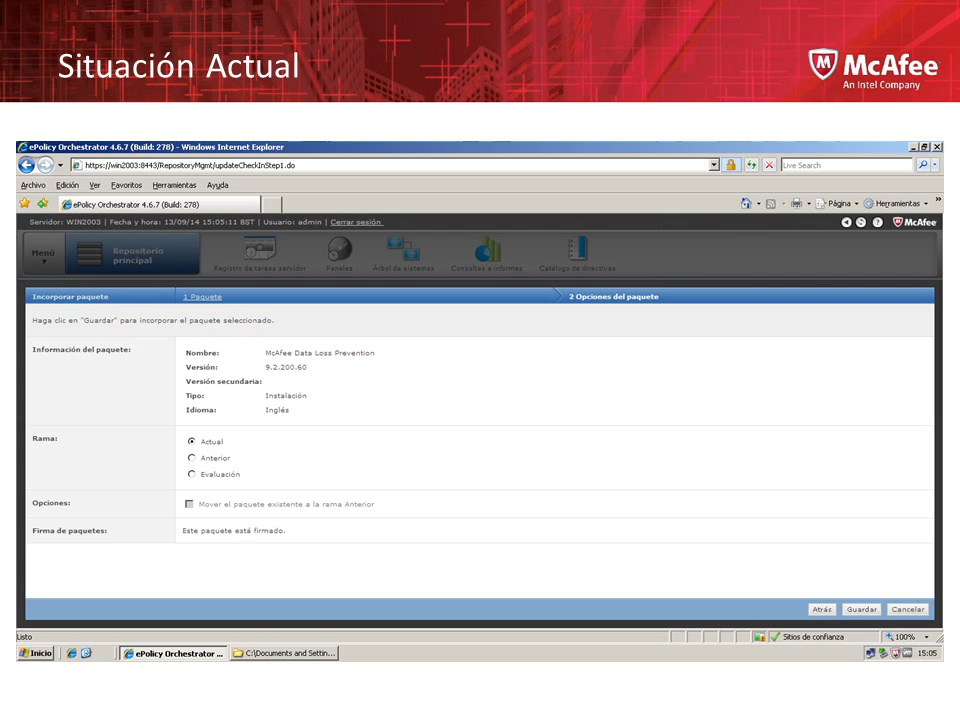 Situación Actual
McAfee
An Intel Company
ePolicy Orchestrator 4.6.7 (Build: 278) - Windows Internet Explorer
https://win2003:8443/RepositoryMgmt/updateCheckInStep1.do
Live Search
Archivo Edición Ver Favoritos Herramientas Ayuda
ePolicy Orchestrator 4.6.7 (Build: 278)
Página Herramientas »
Servidor: WIN2003 | Fecha y hora: 13/09/14 15:05:11 BST | Usuario: admin | Cerrar sesión
McAfee
Menú
Repositorio principal
Registro de tareas servidor Paneles Árbol de sistemas Consultas e informes Catálogo de directivas
Incorporar paquete 1 Paquete 2 Opciones del paquete
Haga clic en "Guardar" para incorporar el paquete seleccionado.
Información del paquete:
Nombre: McAfee Data Loss Prevention
Versión: 9.2.200.60
Versión secundaria:
Tipo: Instalación
Idioma: Inglés
Rama:
Actual
Anterior
Evaluación
Opciones: Mover el paquete existente a la rama Anterior
Firma de paquetes: Este paquete está firmado.
Atrás Guardar Cancelar
Listo Sitios de confianza 100%
Inicio ePolicy Orchestrator ... C:\Documents and Settin... 15:05